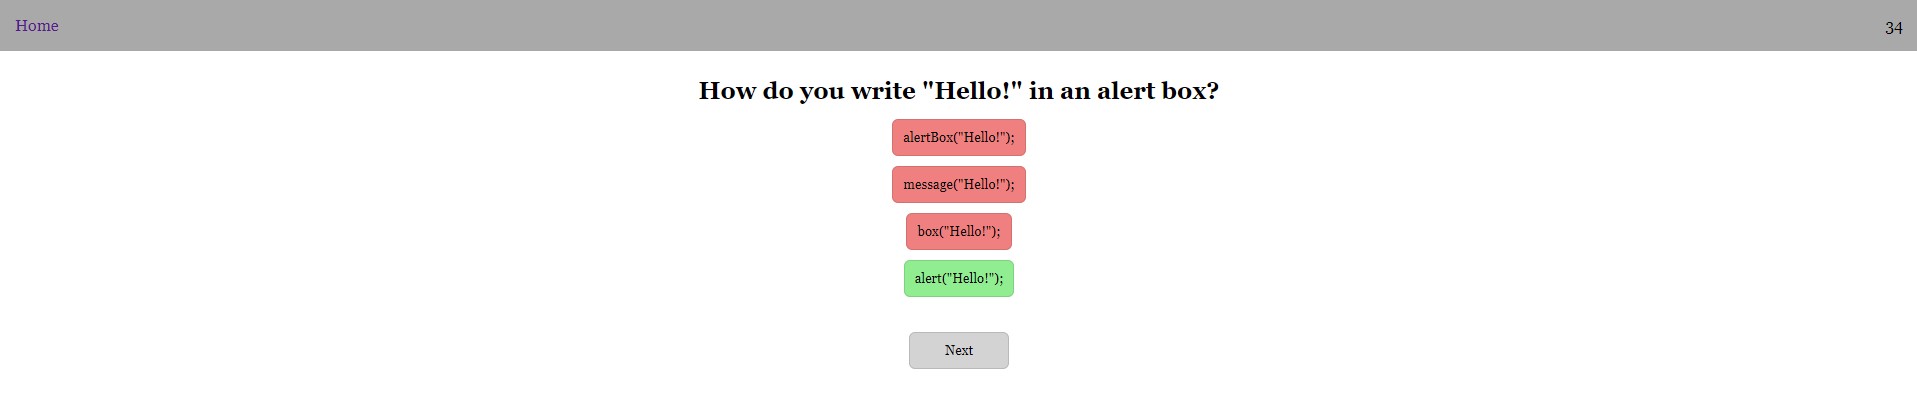 Home
34
How do you write "Hello!" in an alert box?
alertBox("Hello!");
message("Hello!");
box("Hello!");
alert("Hello!");
Next